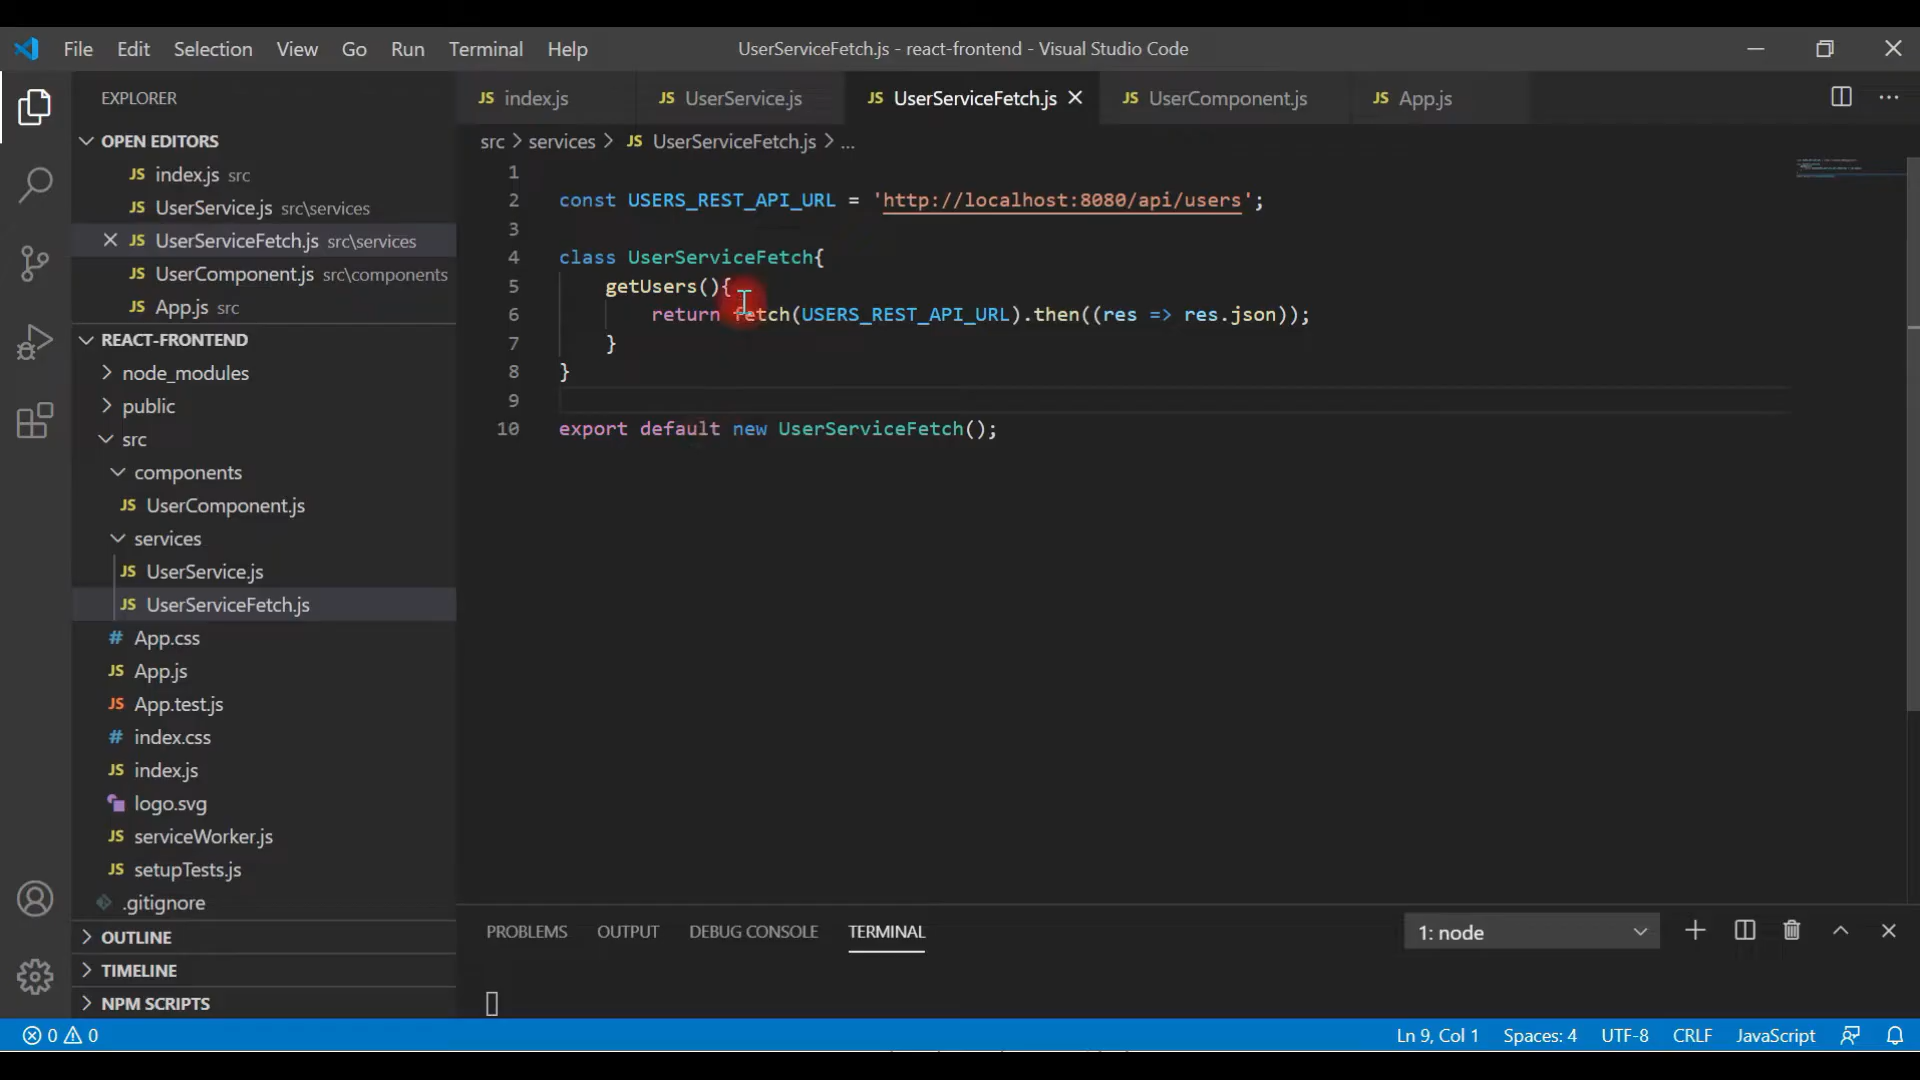 File Edit Selection View Go Run Terminal Help
UserServiceFetch.js - react-frontend - Visual Studio Code
EXPLORER
OPEN EDITORS
JS index.js src
JS UserService.js src\services
JS UserServiceFetch.js src\services
JS UserComponent.js src\components
JS App.js src
REACT-FRONTEND
node_modules
public
src
components
JS UserComponent.js
services
JS UserService.js
JS UserServiceFetch.js
# App.css
JS App.js
JS App.test.js
# index.css
JS index.js
logo.svg
JS serviceWorker.js
JS setupTests.js
.gitignore
OUTLINE
TIMELINE
NPM SCRIPTS
JS index.js JS UserService.js JS UserServiceFetch.js JS UserComponent.js JS App.js
src > services > JS UserServiceFetch.js > ...
1
2 const USERS_REST_API_URL = 'http://localhost:8080/api/users';
3
4 class UserServiceFetch{
5 getUsers(){
6 return fetch(USERS_REST_API_URL).then((res => res.json));
7 }
8 }
9
10 export default new UserServiceFetch();
PROBLEMS OUTPUT DEBUG CONSOLE TERMINAL 1: node
0 0 Ln 9, Col 1 Spaces: 4 UTF-8 CRLF JavaScript